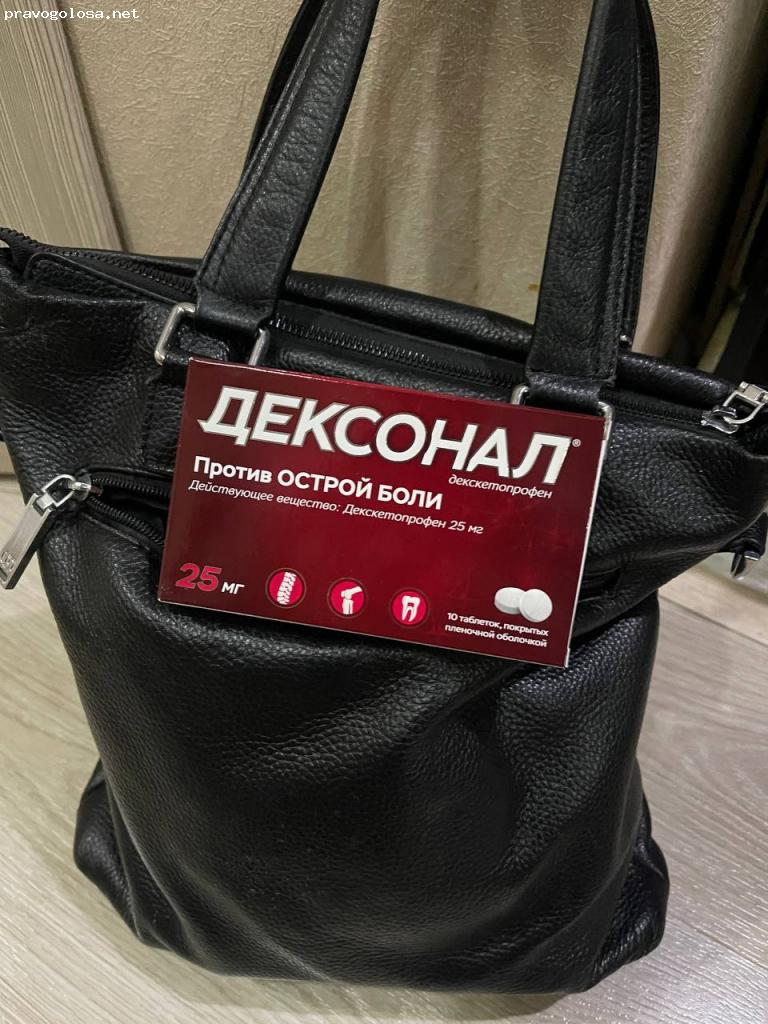 pravogolosa.net
ДЕКСОНАЛ®
декскетопрофен
Против ОСТРОЙ БОЛИ
Действующее вещество: Декскетопрофен 25 мг
25 мг
10 таблеток, покрытых
пленочной оболочкой